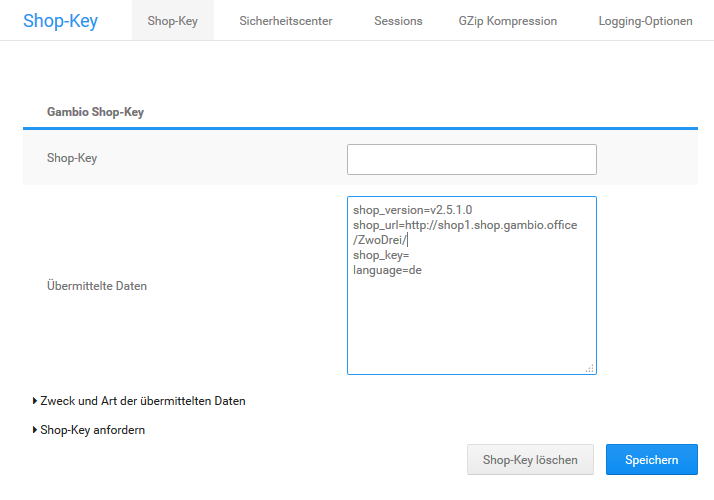 Shop-Key
Shop-Key Sicherheitscenter Sessions GZip Kompression Logging-Optionen
Gambio Shop-Key
Shop-Key
shop_version=v2.5.1.0
shop_url=http://shop1.shop.gambio.office
/ZwoDrei/
shop_key=
language=de
Übermittelte Daten
Zweck und Art der übermittelten Daten
Shop-Key anfordern
Shop-Key löschen Speichern